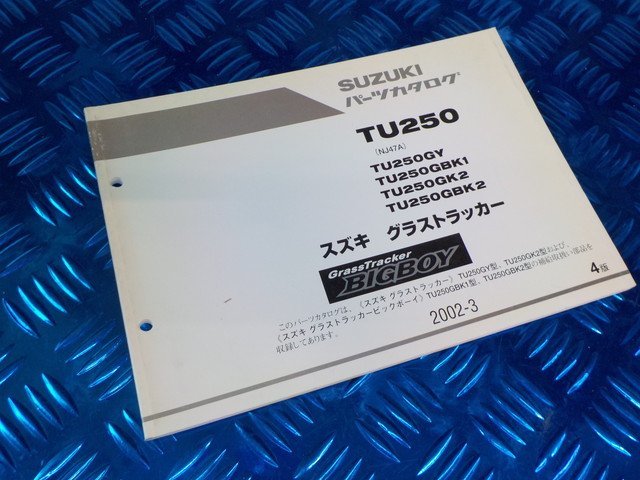 SUZUKI
パーツカタログ
TU250
(NJ47A)
TU250GY
TU250GBK1
TU250GK2
TU250GBK2
スズキ グラストラッカー
GrassTracker
BIGBOY
このパーツカタログは、〈スズキ グラストラッカー〉TU250GY型、TU250GK2型および、
〈スズキ グラストラッカービックボーイ〉TU250GBK1型、TU250GBK2型の補給取扱い部品を
収録してあります。
4版
2002-3